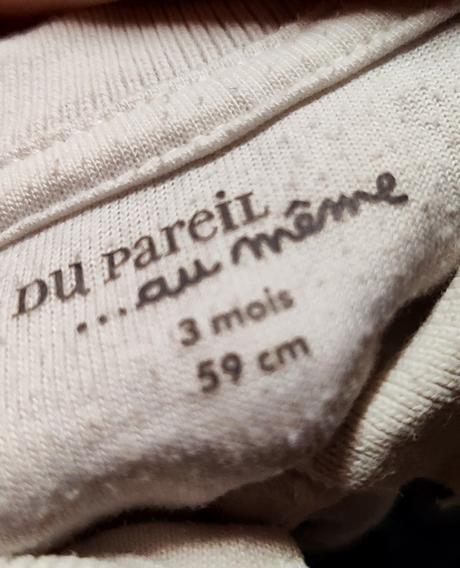 DU PAREIL
...au même
3 mois
59 cm